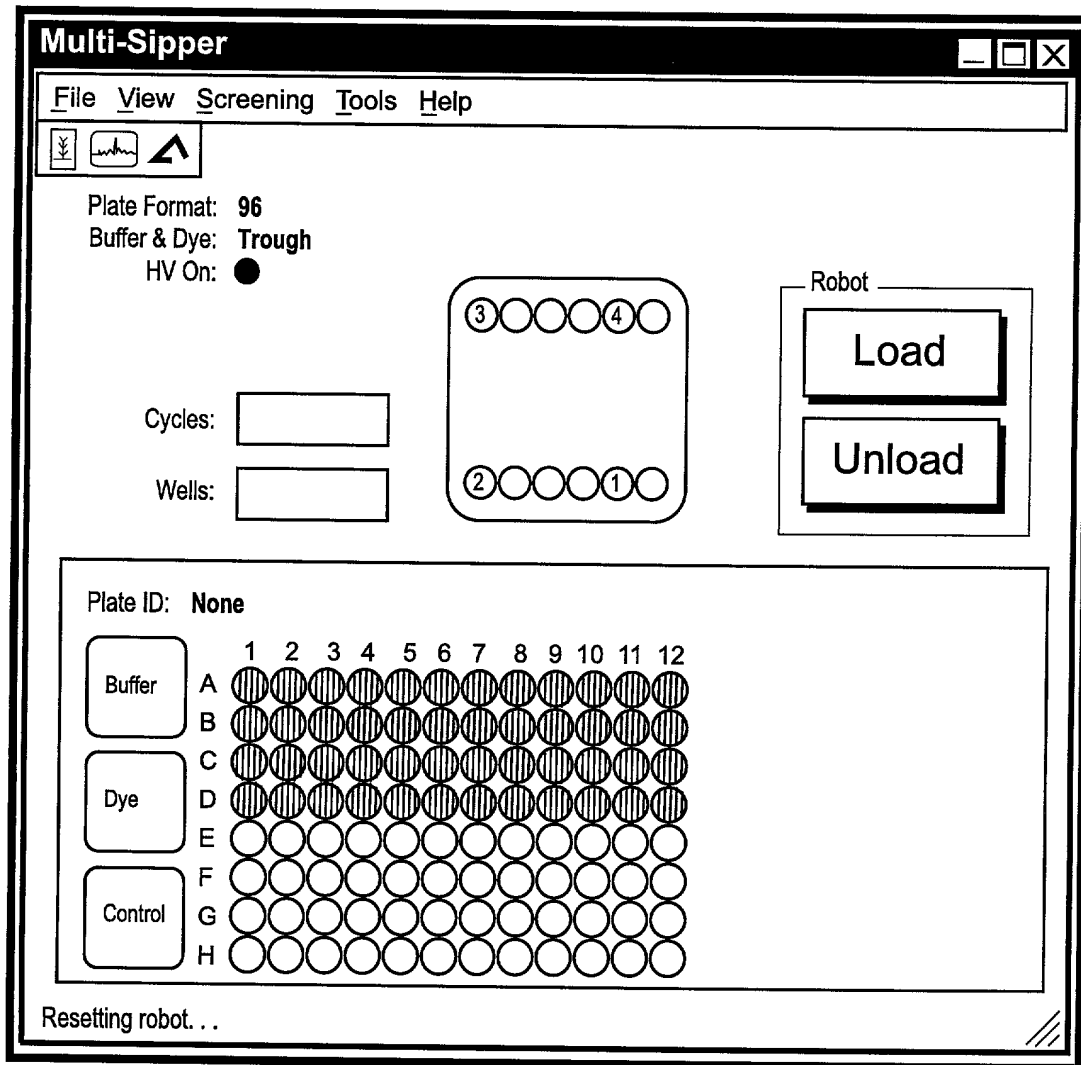 Multi-Sipper
File View Screening Tools Help
Plate Format: 96
Buffer & Dye: Trough
HV On:
3 4
Robot
Load
Cycles:
Unload
Wells:
2 1
Plate ID: None
1 2 3 4 5 6 7 8 9 10 11 12
Buffer
A
B
C
Dye
D
E
F
Control
G
H
Resetting robot. . .